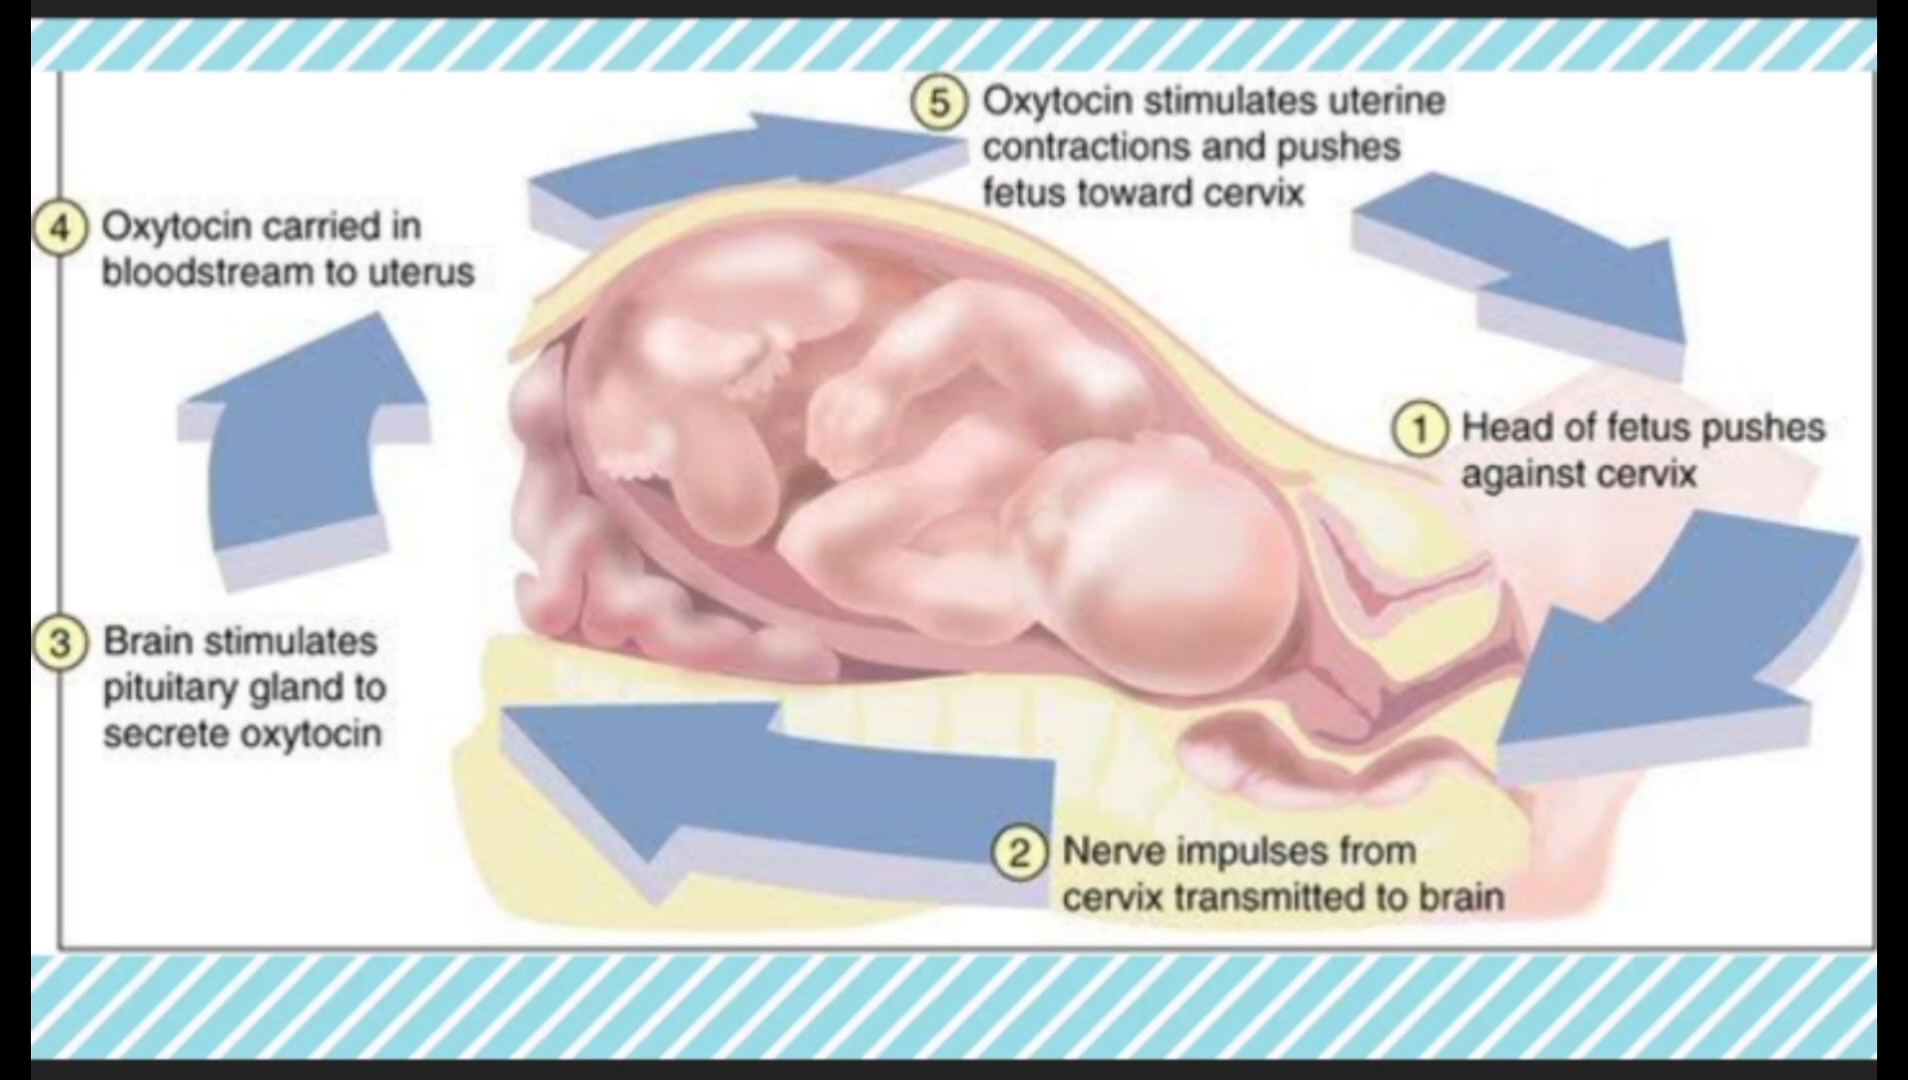 5 Oxytocin stimulates uterine
contractions and pushes
fetus toward cervix
4 Oxytocin carried in
bloodstream to uterus
1 Head of fetus pushes
against cervix
3 Brain stimulates
pituitary gland to
secrete oxytocin
2 Nerve impulses from
cervix transmitted to brain